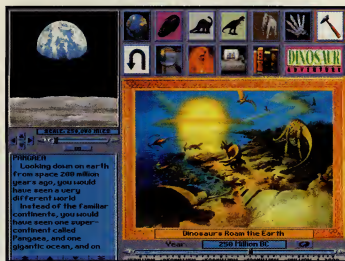 DINOSAUR
ADVENTURE
PANGAEA
Looking down on earth
from space 200 million
years ago, you would
have seen a very
different world
Instead of the familiar
continents, you would
have seen one super-
continent called
Pangea, and one
gigantic ocean, and on
Dinosaurs Roam the Earth
Year: 250 Million BC